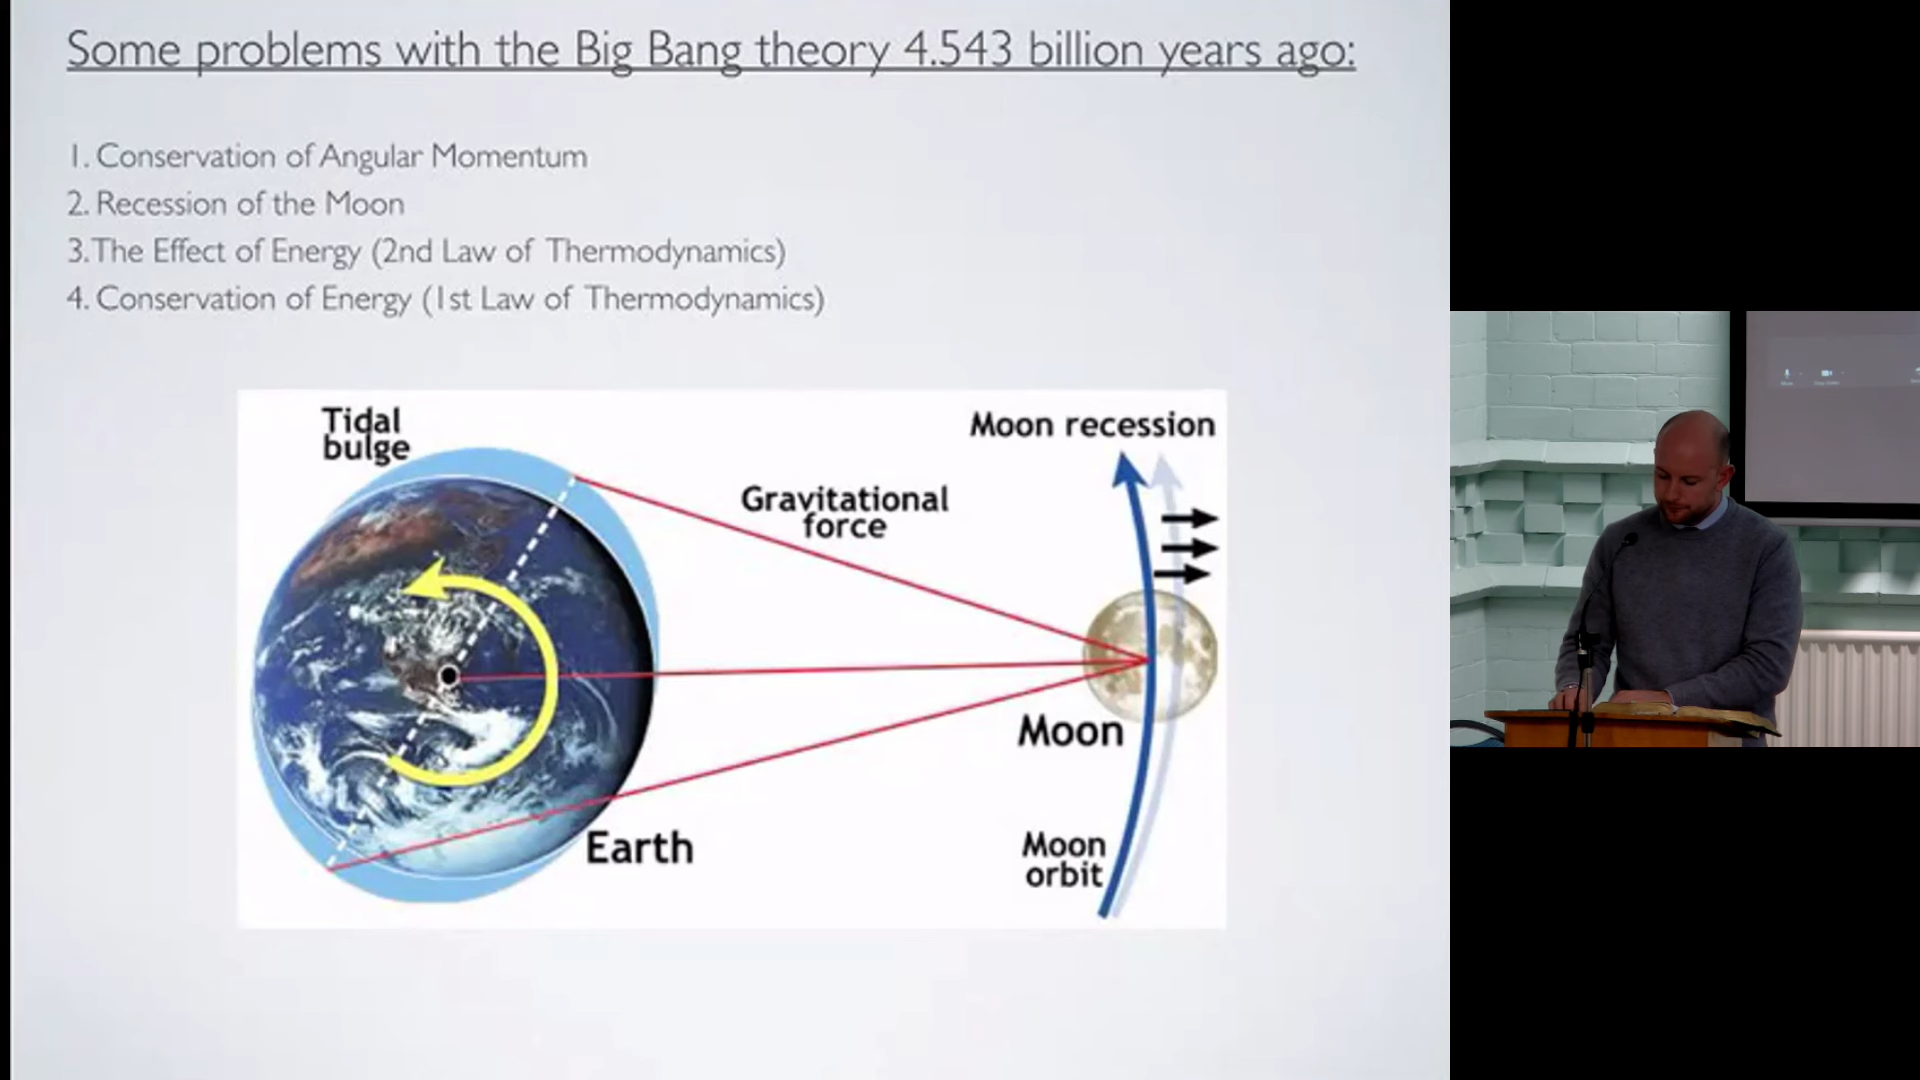 Some problems with the Big Bang theory 4.543 billion years ago:
1. Conservation of Angular Momentum
2. Recession of the Moon
3. The Effect of Energy (2nd Law of Thermodynamics)
4. Conservation of Energy (1st Law of Thermodynamics)
Tidal
bulge
Moon recession
Gravitational
force
Moon
Earth
Moon
orbit